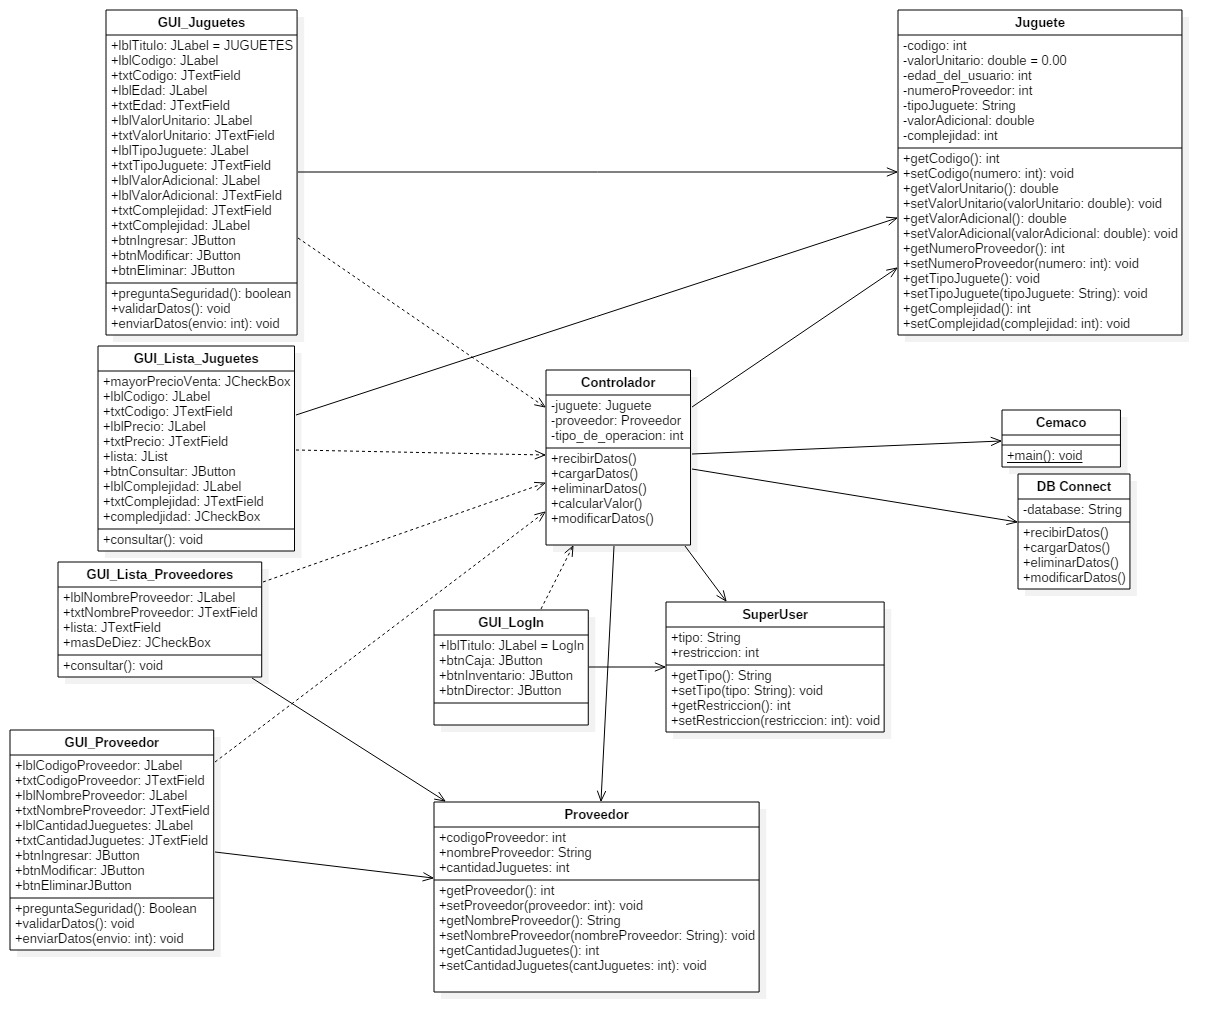 GUI_Juguetes
+lblTitulo: JLabel = JUGUETES
+lblCodigo: JLabel
+txtCodigo: JTextField
+lblEdad: JLabel
+txtEdad: JTextField
+lblValorUnitario: JLabel
+txtValorUnitario: JTextField
+lblTipoJuguete: JLabel
+txtTipoJuguete: JTextField
+lblValorAdicional: JLabel
+lblValorAdicional: JTextField
+txtComplejidad: JTextField
+txtComplejidad: JLabel
+btnIngresar: JButton
+btnModificar: JButton
+btnEliminar: JButton
+preguntaSeguridad(): boolean
+validarDatos(): void
+enviarDatos(envio: int): void
Juguete
-codigo: int
-valorUnitario: double = 0.00
-edad_del_usuario: int
-numeroProveedor: int
-tipoJuguete: String
-valorAdicional: double
-complejidad: int
+getCodigo(): int
+setCodigo(numero: int): void
+getValorUnitario(): double
+setValorUnitario(valorUnitario: double): void
+getValorAdicional(): double
+setValorAdicional(valorAdicional: double): void
+getNumeroProveedor(): int
+setNumeroProveedor(numero: int): void
+getTipoJuguete(): void
+setTipoJuguete(tipoJuguete: String): void
+getComplejidad(): int
+setComplejidad(complejidad: int): void
GUI_Lista_Juguetes
+mayorPrecioVenta: JCheckBox
+lblCodigo: JLabel
+txtCodigo: JTextField
+lblPrecio: JLabel
+txtPrecio: JTextField
+lista: JList
+btnConsultar: JButton
+lblComplejidad: JLabel
+txtComplejidad: JTextField
+compledjidad: JCheckBox
+consultar(): void
Controlador
-juguete: Juguete
-proveedor: Proveedor
-tipo_de_operacion: int
+recibirDatos()
+cargarDatos()
+eliminarDatos()
+calcularValor()
+modificarDatos()
Cemaco
+main(): void
DB Connect
-database: String
+recibirDatos()
+cargarDatos()
+eliminarDatos()
+modificarDatos()
GUI_Lista_Proveedores
+lblNombreProveedor: JLabel
+txtNombreProveedor: JTextField
+lista: JTextField
+masDeDiez: JCheckBox
+consultar(): void
GUI_LogIn
+lblTitulo: JLabel = LogIn
+btnCaja: JButton
+btnInventario: JButton
+btnDirector: JButton
SuperUser
+tipo: String
+restriccion: int
+getTipo(): String
+setTipo(tipo: String): void
+getRestriccion(): int
+setRestriccion(restriccion: int): void
GUI_Proveedor
+lblCodigoProveedor: JLabel
+txtCodigoProveedor: JTextField
+lblNombreProveedor: JLabel
+txtNombreProveedor: JTextField
+lblCantidadJueguetes: JLabel
+txtCantidadJuguetes: JTextField
+btnIngresar: JButton
+btnModificar: JButton
+btnEliminarJButton
+preguntaSeguridad(): Boolean
+validarDatos(): void
+enviarDatos(envio: int): void
Proveedor
+codigoProveedor: int
+nombreProveedor: String
+cantidadJuguetes: int
+getProveedor(): int
+setProveedor(proveedor: int): void
+getNombreProveedor(): String
+setNombreProveedor(nombreProveedor: String): void
+getCantidadJuguetes(): int
+setCantidadJuguetes(cantJuguetes: int): void